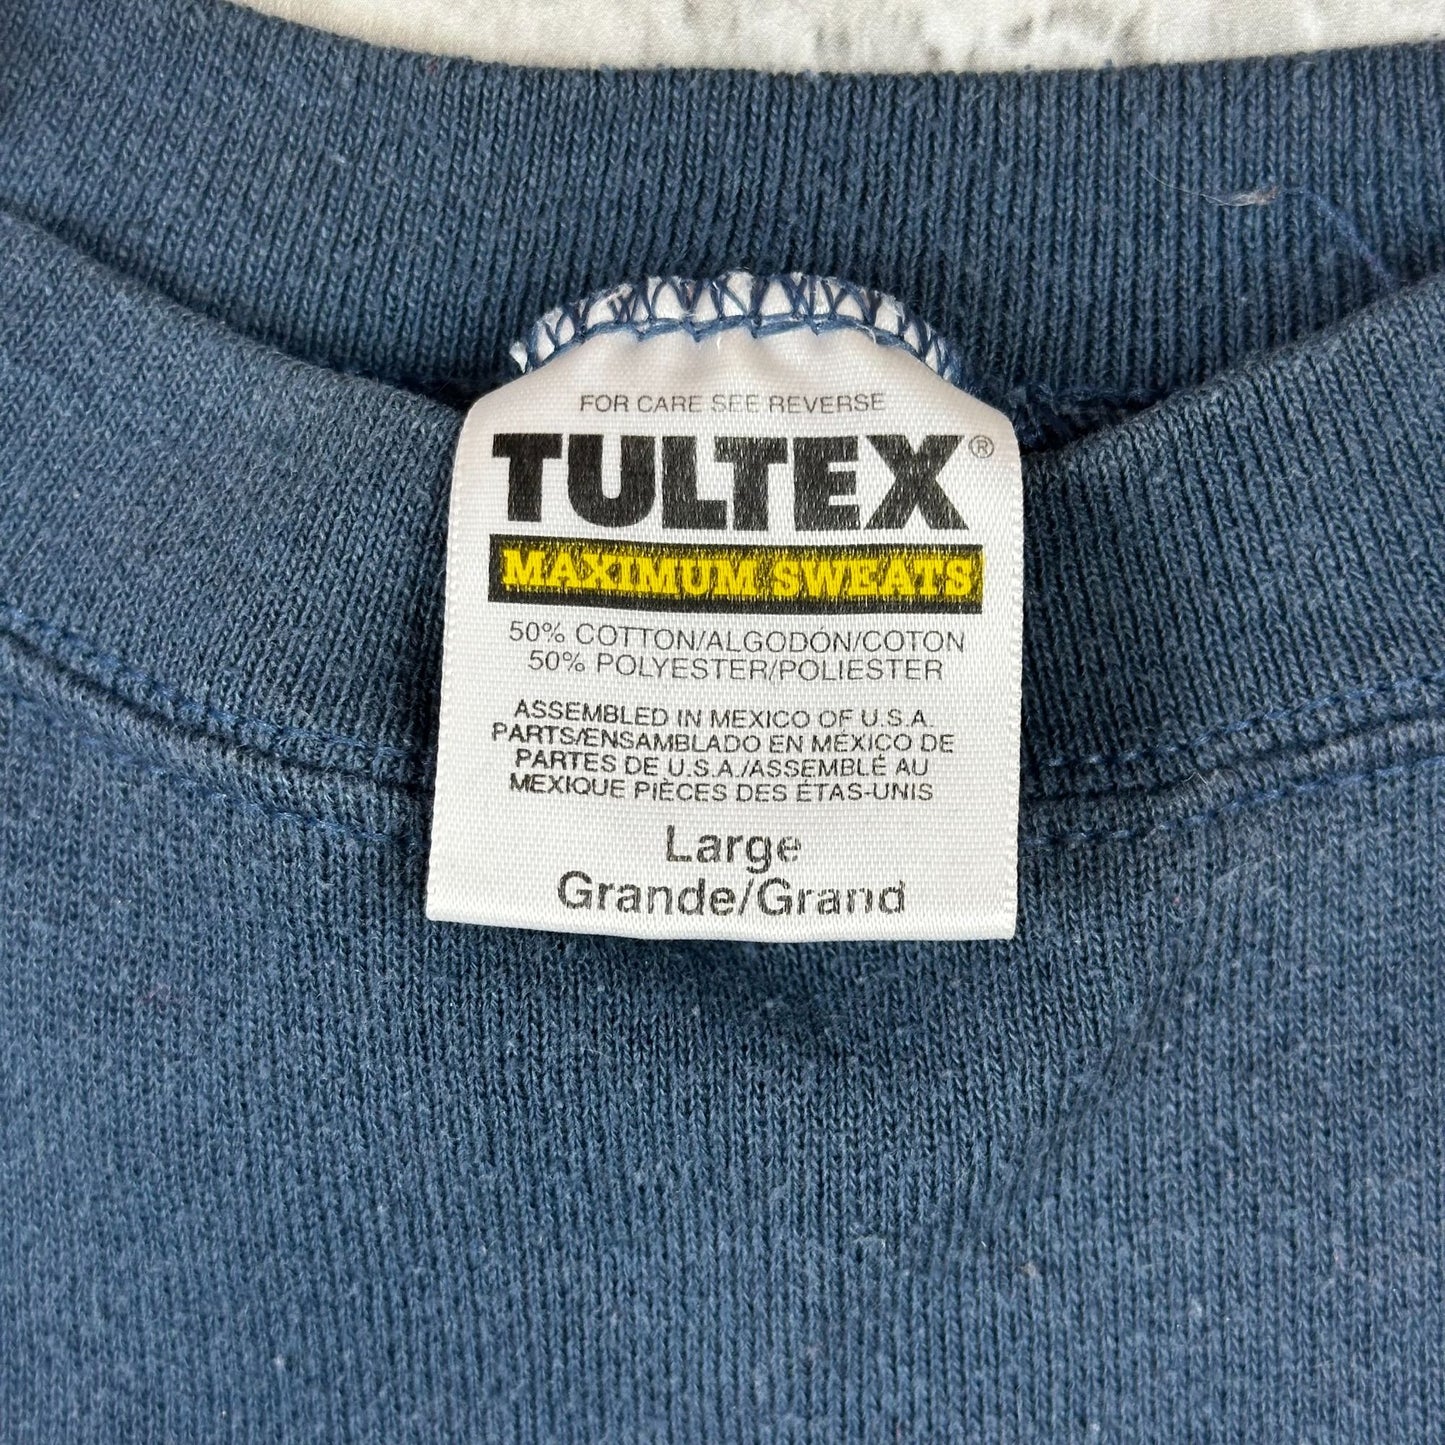 FOR CARE SEE REVERSE
TULTEX®
MAXIMUM SWEATS
50% COTTON/ALGODÓN/COTON
50% POLYESTER/POLIESTER
ASSEMBLED IN MEXICO OF U.S.A.
PARTS/ENSAMBLADO EN MÉXICO DE
PARTES DE U.S.A./ASSEMBLÉ AU
MEXIQUE PIÈCES DES ÉTAS-UNIS
Large
Grande/Grand